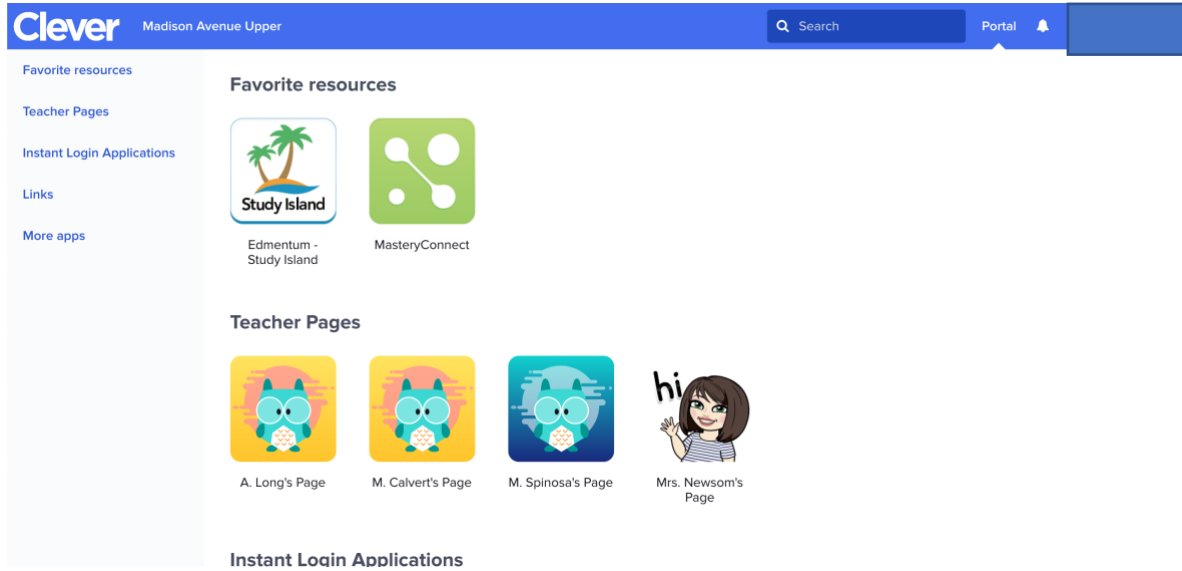 Clever
Madison Avenue Upper
Search
Portal
Favorite resources
Teacher Pages
Instant Login Applications
Links
More apps
Favorite resources
Study Island
Edmentum -
Study Island
MasteryConnect
Teacher Pages
hi
A. Long's Page
M. Calvert's Page
M. Spinosa's Page
Mrs. Newsom's
Page
Instant Login Applications